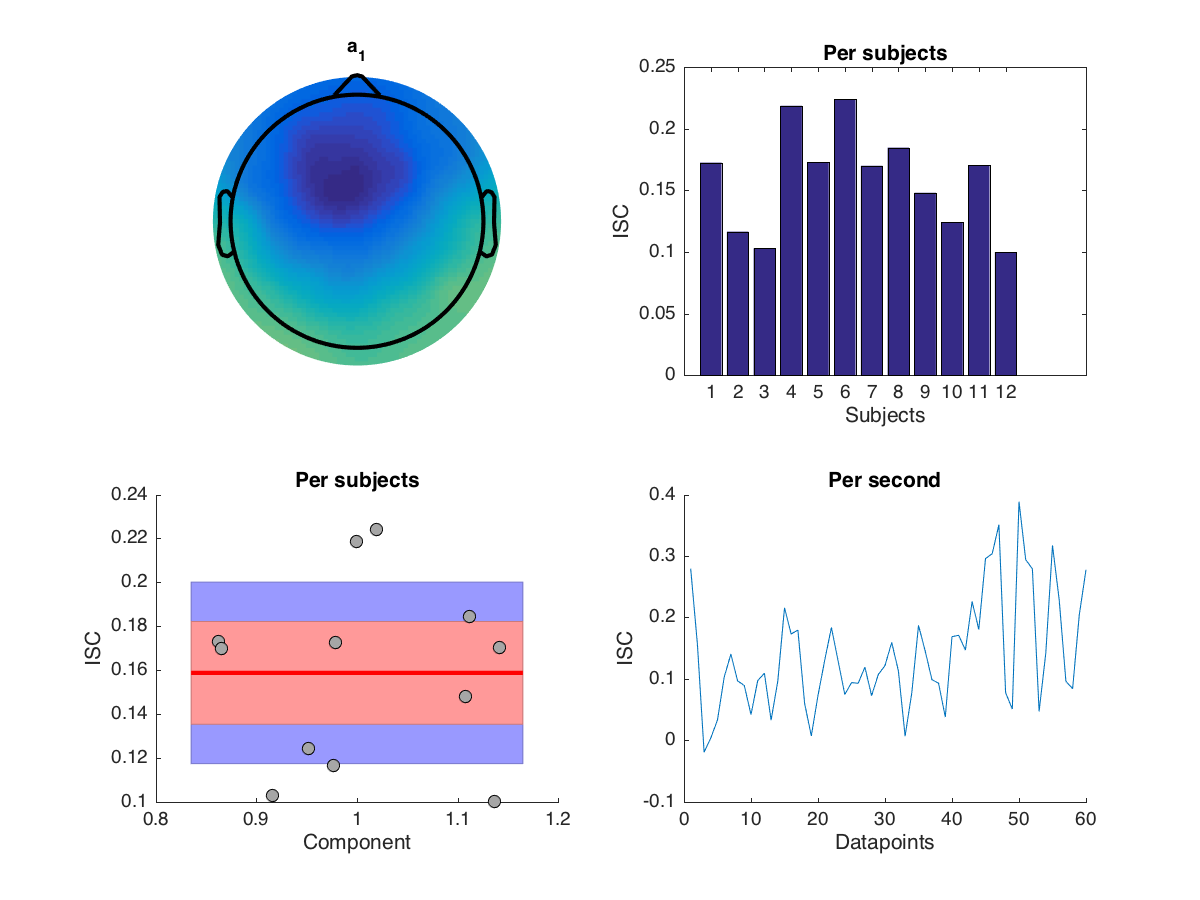 a1
Per subjects
0.25
0.2
0.15
0.1
0.05
0
ISC
1 2 3 4 5 6 7 8 9 10 11 12
Subjects
Per subjects
0.24
0.22
0.2
0.18
0.16
0.14
0.12
0.1
ISC
0.8 0.9 1 1.1 1.2
Component
Per second
0.4
0.3
0.2
0.1
0
-0.1
ISC
0 10 20 30 40 50 60
Datapoints